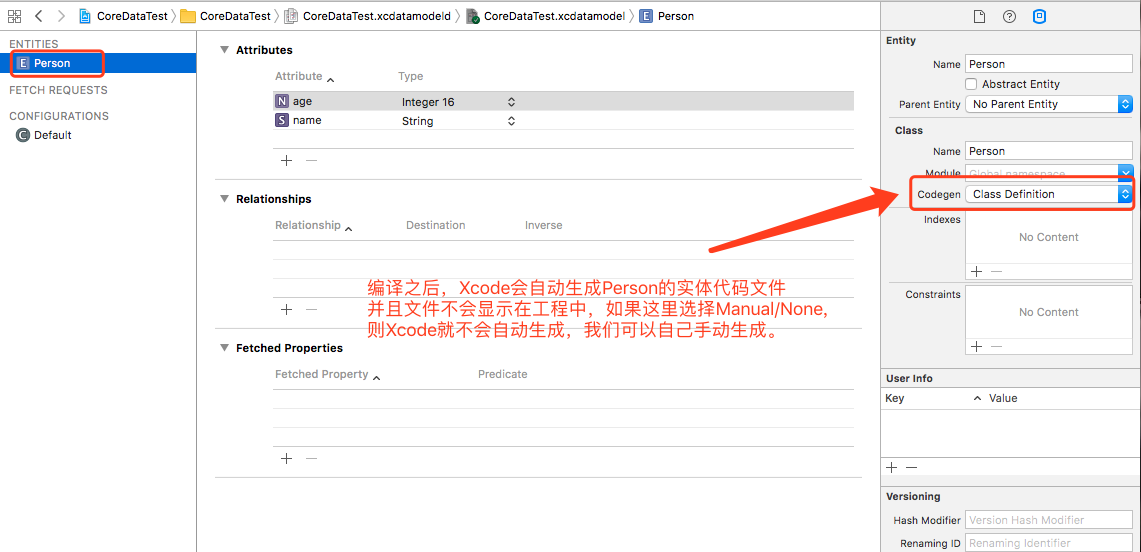 CoreDataTest CoreDataTest CoreDataTest.xcdatamodeld CoreDataTest.xcdatamodel E Person
ENTITIES
E Person
FETCH REQUESTS
CONFIGURATIONS
C Default
Attributes
Attribute Type
N age Integer 16
S name String
Relationships
Relationship Destination Inverse
编译之后，Xcode会自动生成Person的实体代码文件
并且文件不会显示在工程中，如果这里选择Manual/None,
则Xcode就不会自动生成，我们可以自己手动生成。
Fetched Properties
Fetched Property Predicate
Entity
Name Person
Abstract Entity
Parent Entity No Parent Entity
Class
Name Person
Module Global namespace
Codegen Class Definition
Indexes
No Content
Constraints
No Content
User Info
Key Value
Versioning
Hash Modifier Version Hash Modifier
Renaming ID Renaming Identifier